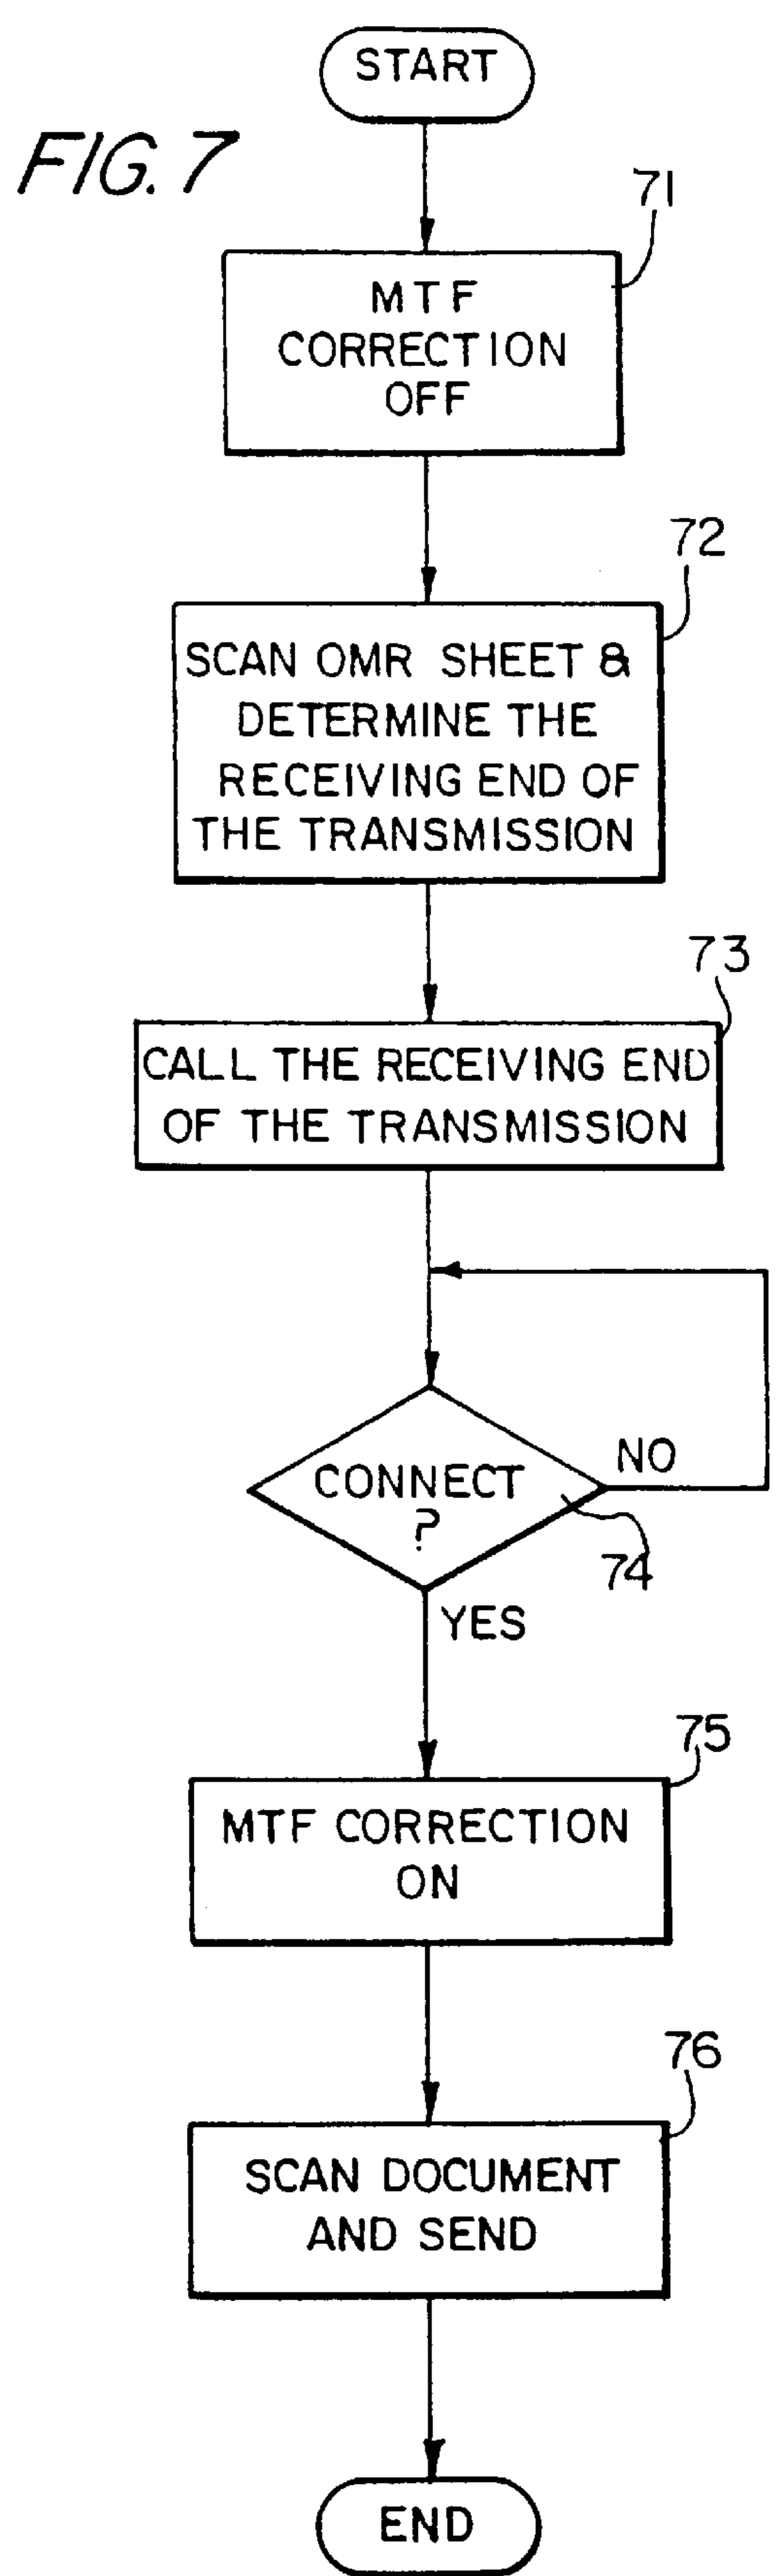 START
FIG. 7
71
MTF
CORRECTION
OFF
72
SCAN OMR SHEET &
DETERMINE THE
RECEIVING END OF
THE TRANSMISSION
73
CALL THE RECEIVING END
OF THE TRANSMISSION
CONNECT
?
NO
74
YES
75
MTF CORRECTION
ON
76
SCAN DOCUMENT
AND SEND
END